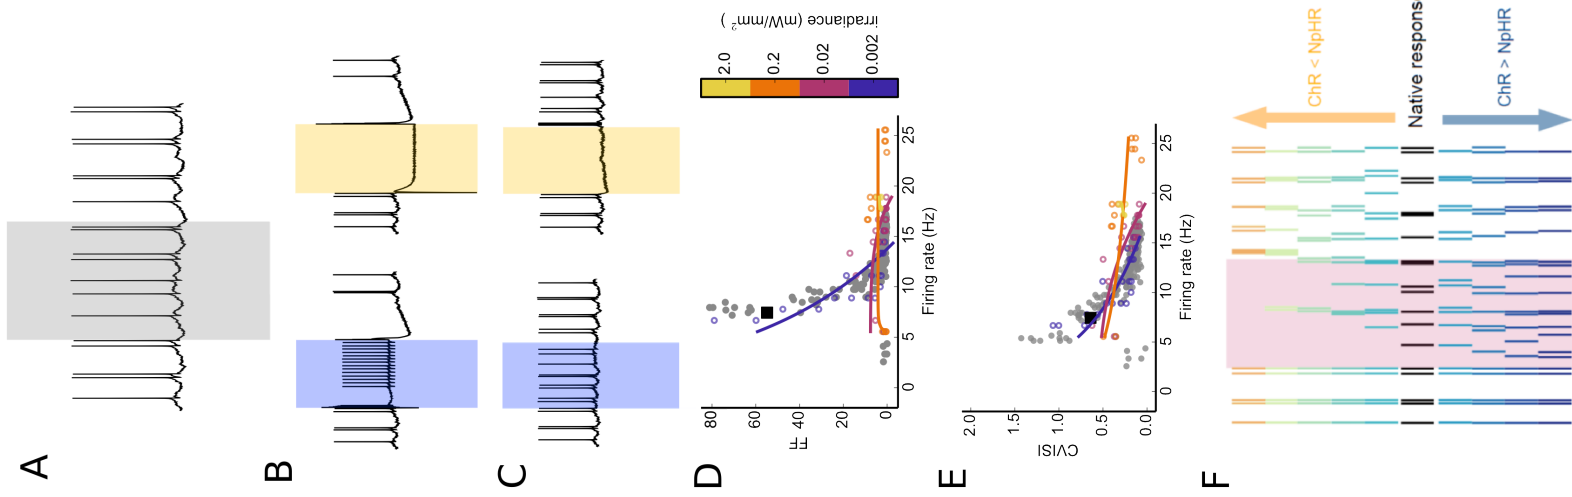 A
B
C
D
FF
80
40
60
20
0
0
5
10
15
20
25
Firing rate (Hz)
2.0
0.2
0.02
0.002
irradiance (mW/mm² )
E
CVISI
2.0
1.5
1.0
0.5
0.0
0
5
10
15
20
25
Firing rate (Hz)
F
ChR < NpHR
Native respons
ChR > NpHR